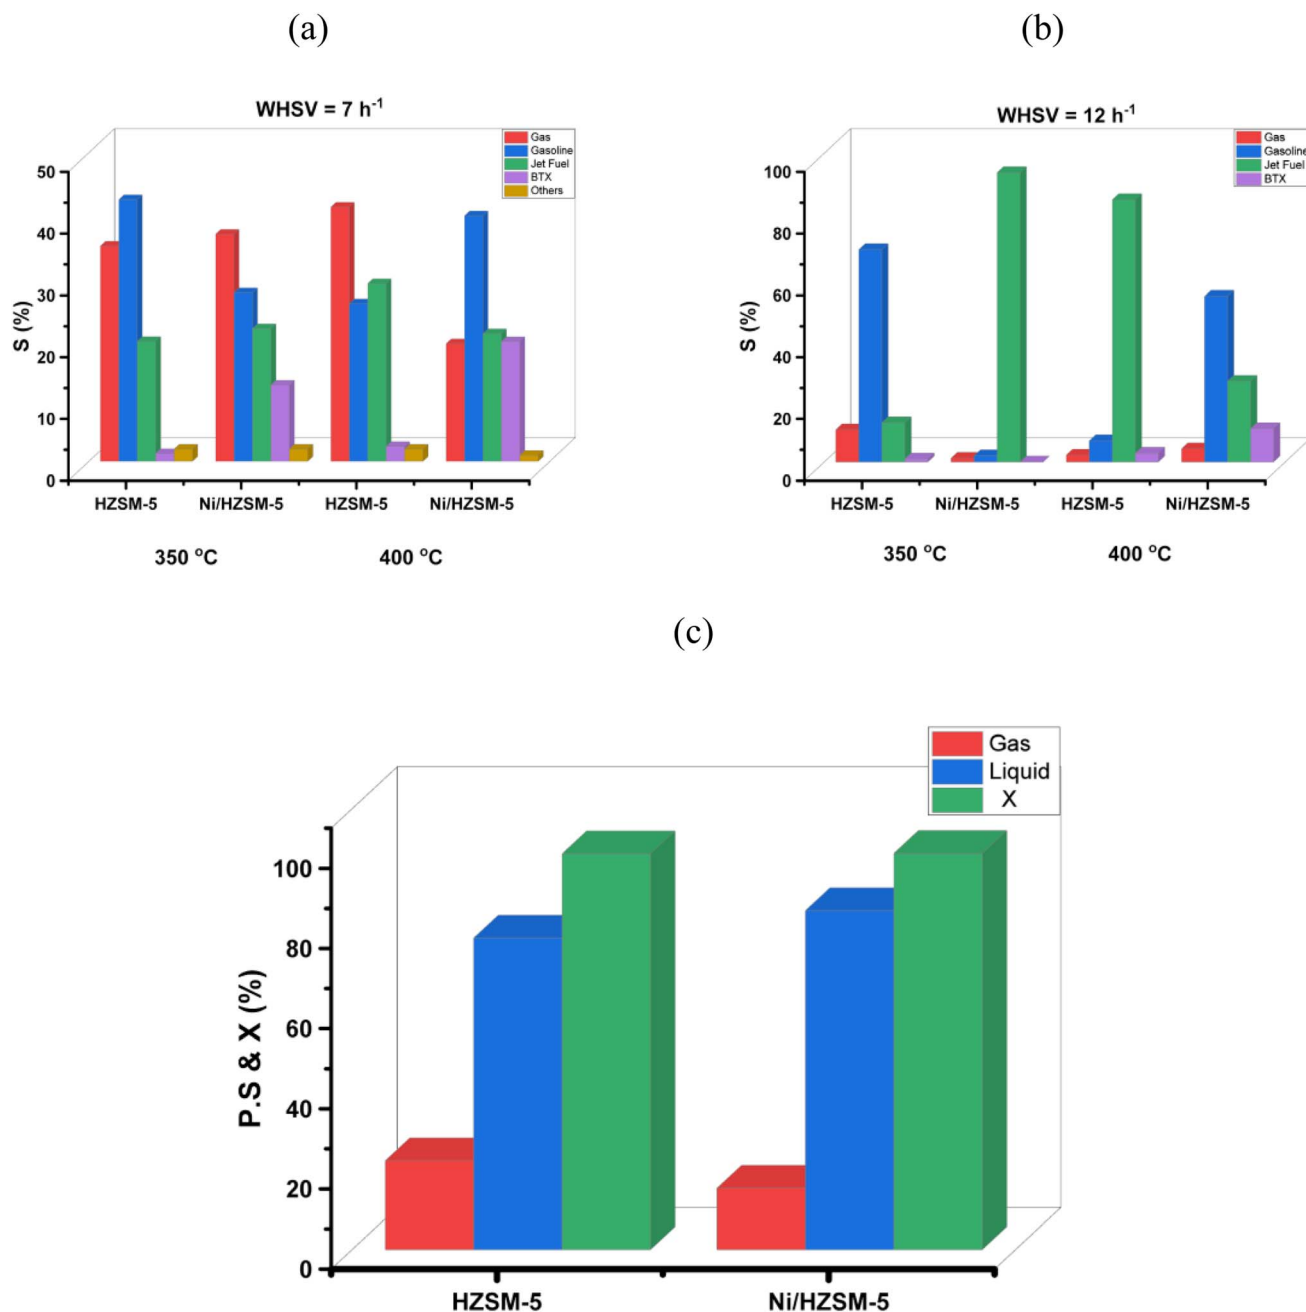 (a)
WHSV = 7 h⁻¹
Gas
Gasoline
Jet Fuel
BTX
Others
50
40
30
20
10
0
S (%)
HZSM-5 Ni/HZSM-5 HZSM-5 Ni/HZSM-5
350 °C 400 °C
(b)
WHSV = 12 h⁻¹
Gas
Gasoline
Jet Fuel
BTX
100
80
60
40
20
0
S (%)
HZSM-5 Ni/HZSM-5 HZSM-5 Ni/HZSM-5
350 °C 400 °C
(c)
Gas
Liquid
X
100
80
60
40
20
0
P.S & X (%)
HZSM-5 Ni/HZSM-5